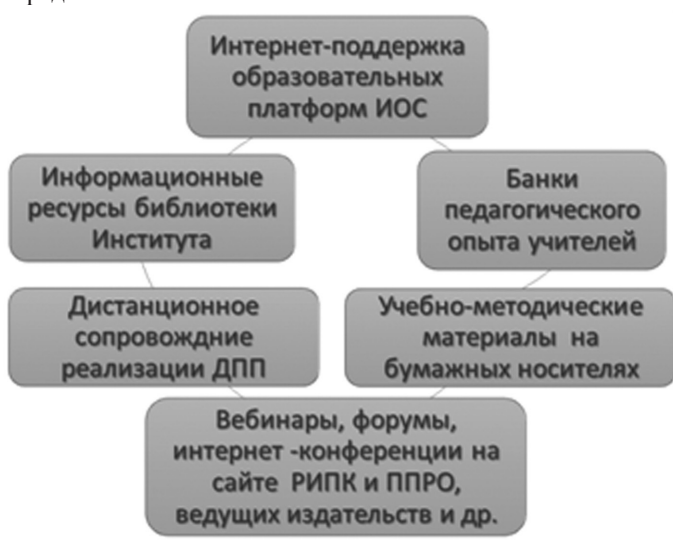 Интернет-поддержка
образовательных
платформ ИОС
Информационные
ресурсы библиотеки
Института
Банки
педагогического
опыта учителей
Дистанционное
сопровождние
реализации ДПП
Учебно-методические
материалы на
бумажных носителях
Вебинары, форумы,
интернет -конференции на
сайте РИПК и ППРО,
ведущих издательств и др.